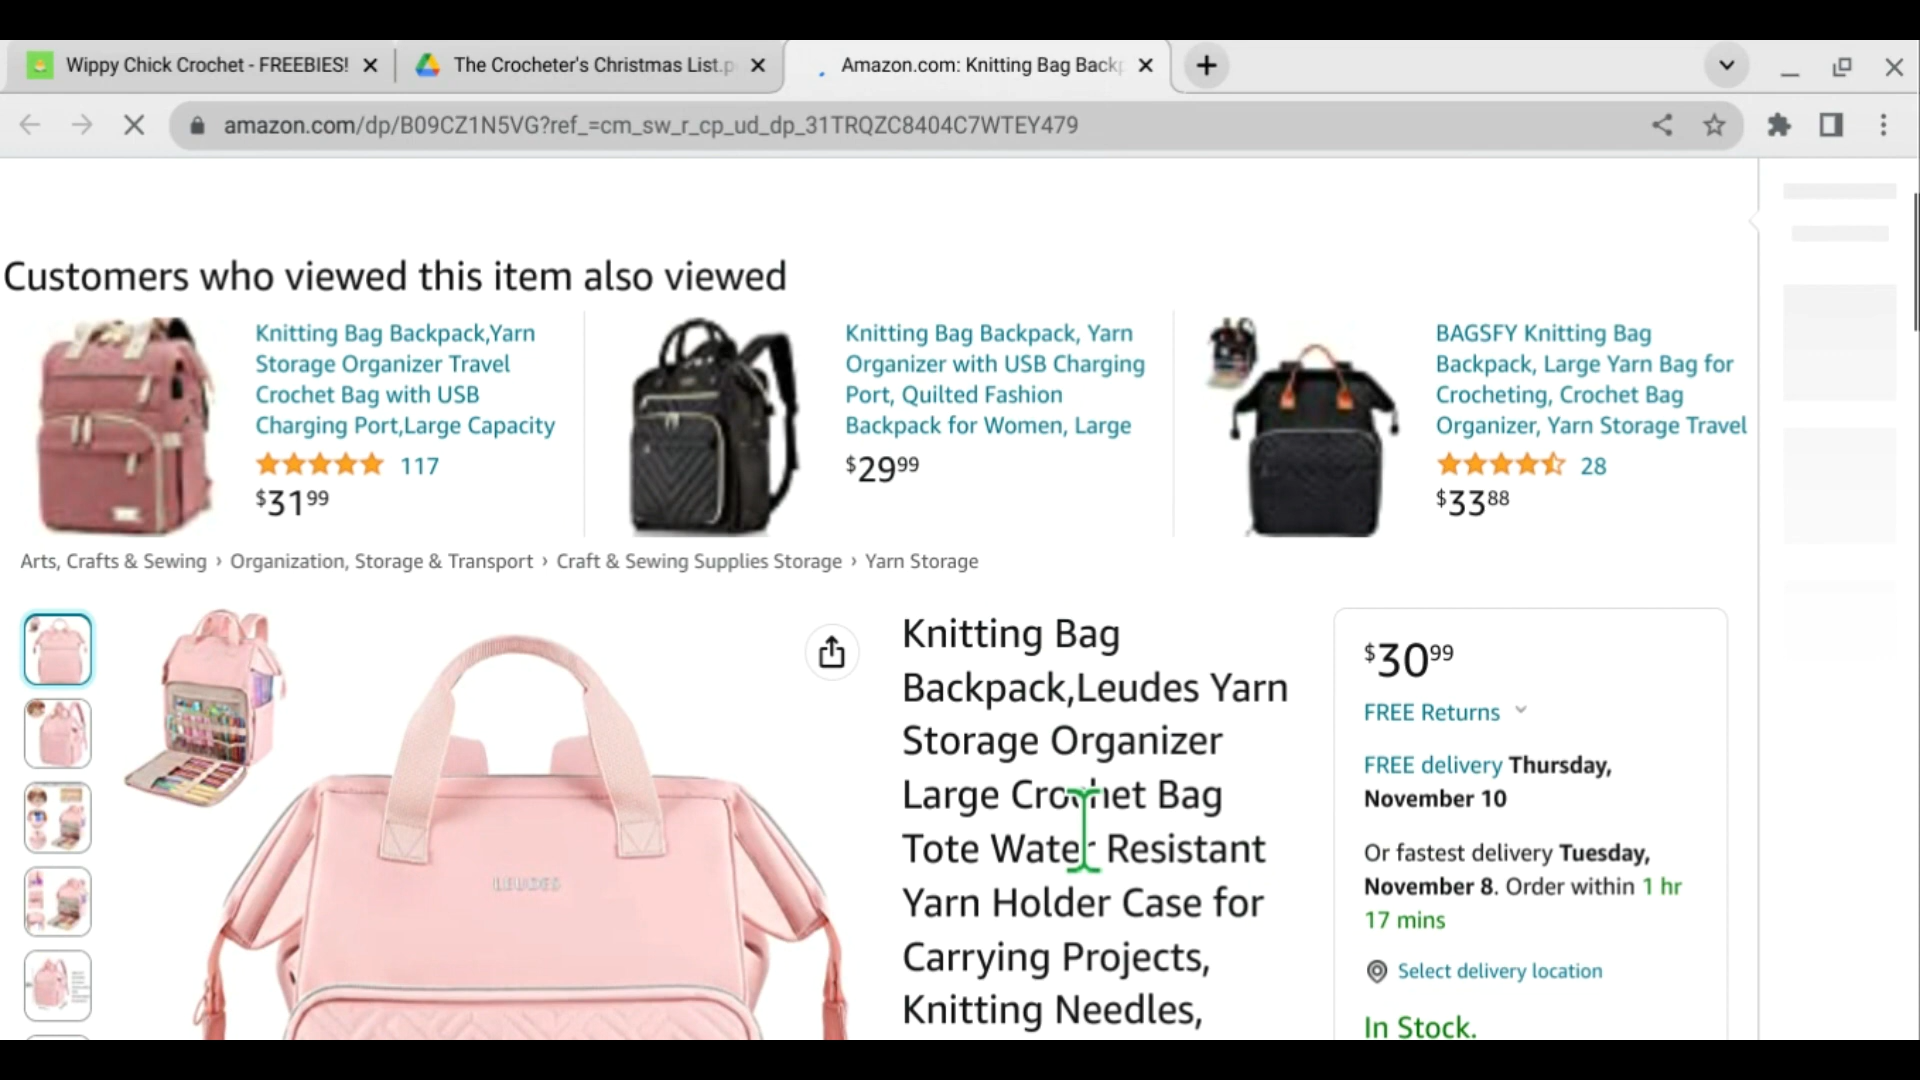 Wippy Chick Crochet - FREEBIES!
The Crocheter's Christmas List.p
Amazon.com: Knitting Bag Backp
amazon.com/dp/B09CZ1N5VG?ref_=cm_sw_r_cp_ud_dp_31TRQZC8404C7WTEY479
Customers who viewed this item also viewed
Knitting Bag Backpack,Yarn
Storage Organizer Travel
Crochet Bag with USB
Charging Port,Large Capacity
117
$31 99
Knitting Bag Backpack, Yarn
Organizer with USB Charging
Port, Quilted Fashion
Backpack for Women, Large
$29 99
BAGSFY Knitting Bag
Backpack, Large Yarn Bag for
Crocheting, Crochet Bag
Organizer, Yarn Storage Travel
28
$33 88
Arts, Crafts & Sewing › Organization, Storage & Transport › Craft & Sewing Supplies Storage › Yarn Storage
LEUDES
Knitting Bag
Backpack,Leudes Yarn
Storage Organizer
Large Crochet Bag
Tote Water Resistant
Yarn Holder Case for
Carrying Projects,
Knitting Needles,
$30 99
FREE Returns
FREE delivery Thursday,
November 10
Or fastest delivery Tuesday,
November 8. Order within 1 hr
17 mins
Select delivery location
In Stock.